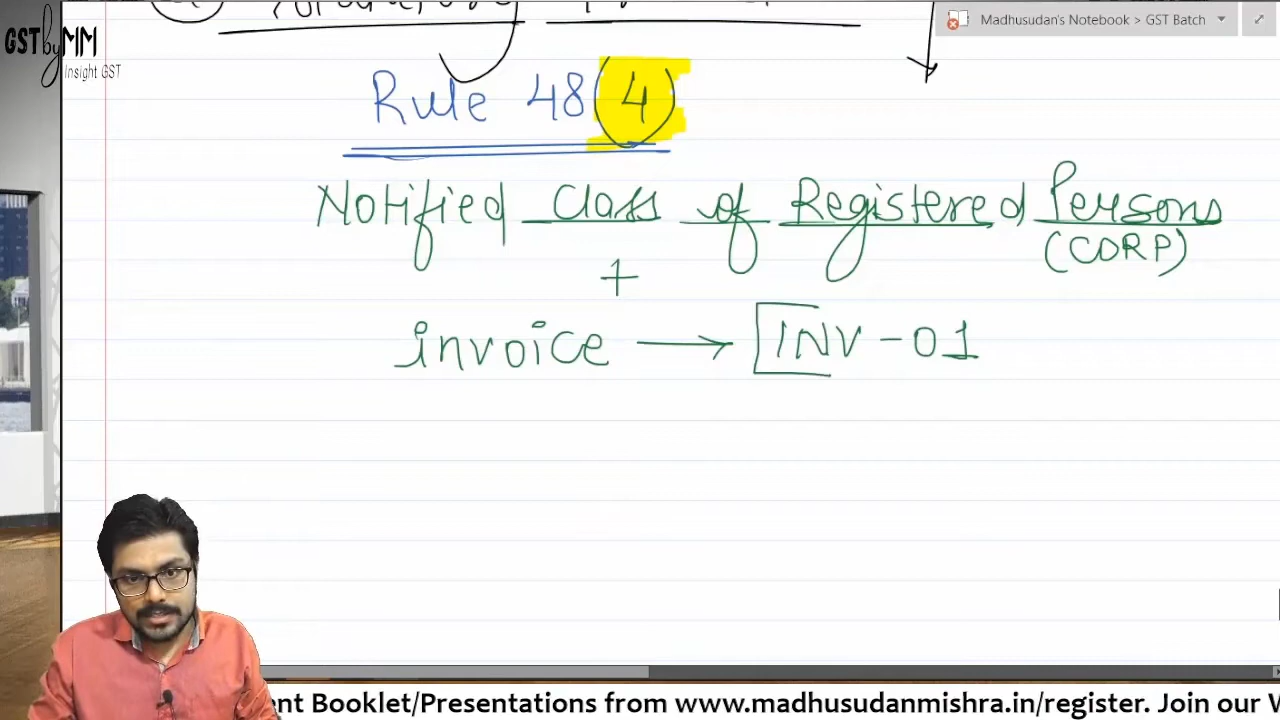 GST by MM
Insight GST
Madhusudan's Notebook > GST Batch
Rule 48(4)
Notified Class of Registered Persons
(CORP)
+
invoice → INV-01
ent Booklet/Presentations from www.madhusudanmishra.in/register. Join our W